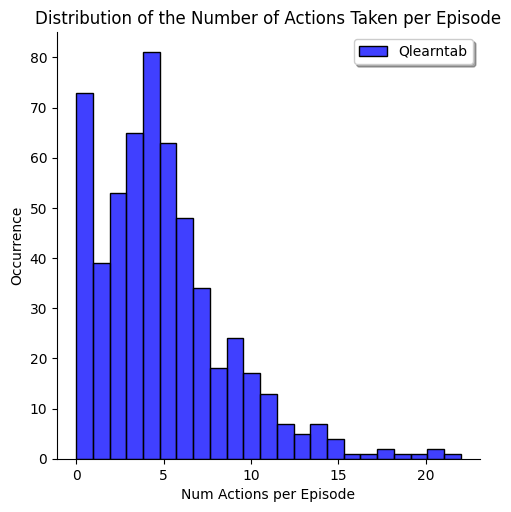 Distribution of the Number of Actions Taken per Episode
Qlearntab
80
70
60
50
40
30
20
10
0
Occurrence
0 5 10 15 20
Num Actions per Episode